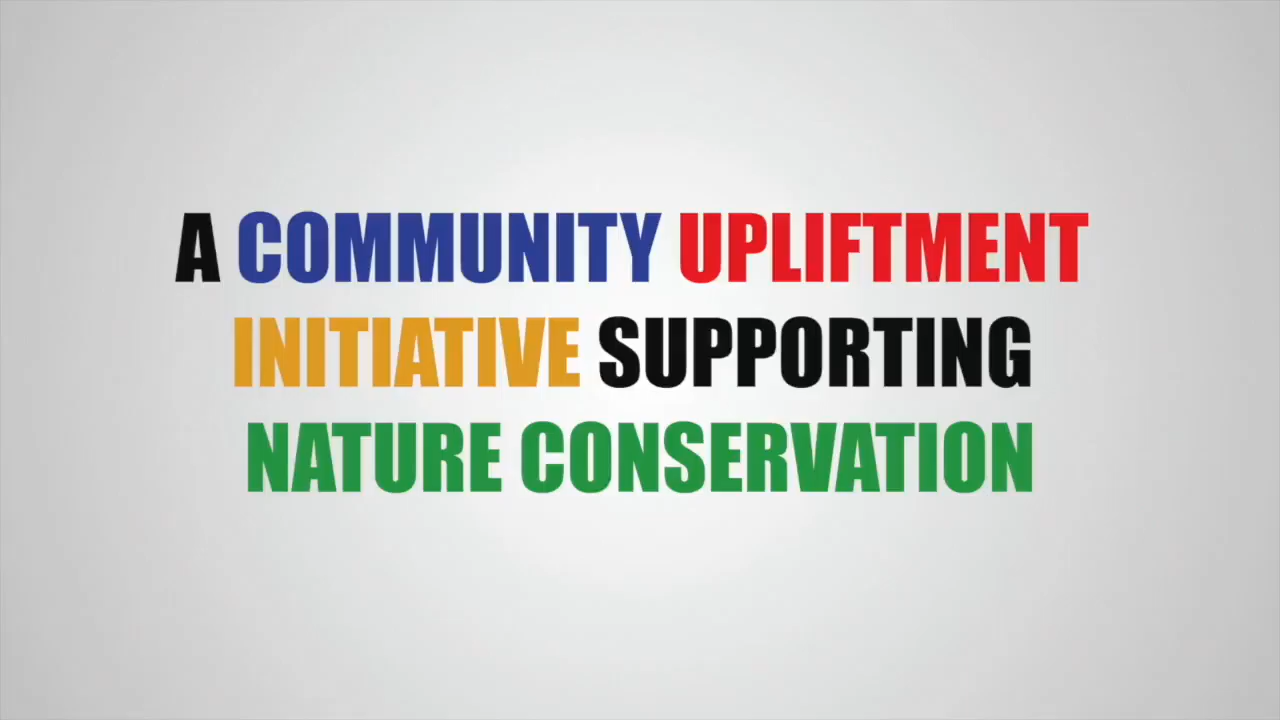 A COMMUNITY UPLIFTMENT
INITIATIVE SUPPORTING
NATURE CONSERVATION